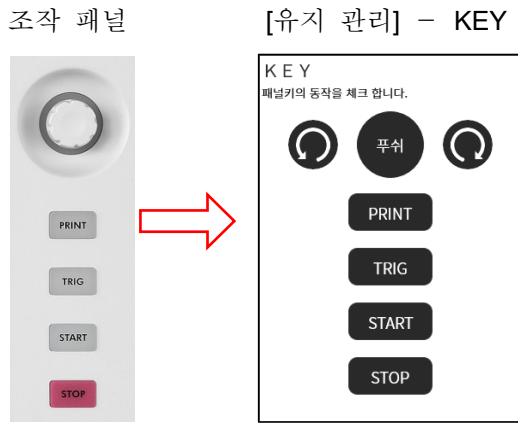 조작 패널
[유지 관리] – KEY
PRINT
TRIG
START
STOP
KEY
패널키의 동작을 체크 합니다.
푸쉬
PRINT
TRIG
START
STOP